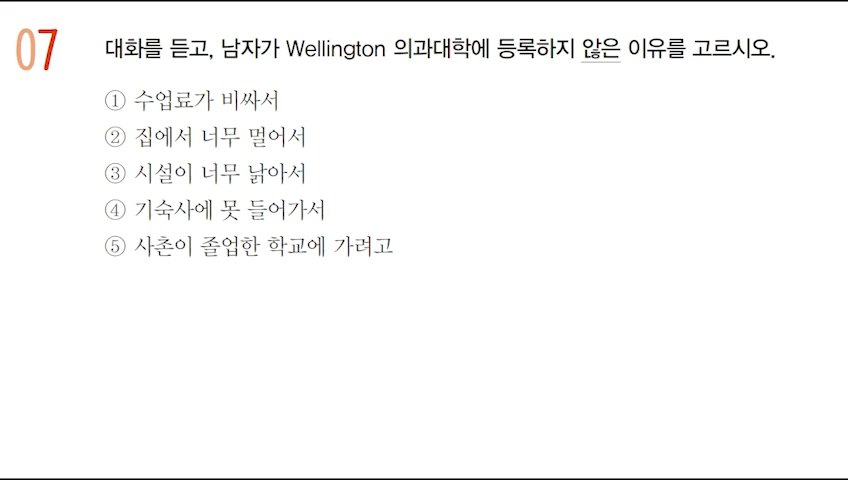 07
대화를 듣고, 남자가 Wellington 의과대학에 등록하지 않은 이유를 고르시오.
① 수업료가 비싸서
② 집에서 너무 멀어서
③ 시설이 너무 낡아서
④ 기숙사에 못 들어가서
⑤ 사촌이 졸업한 학교에 가려고